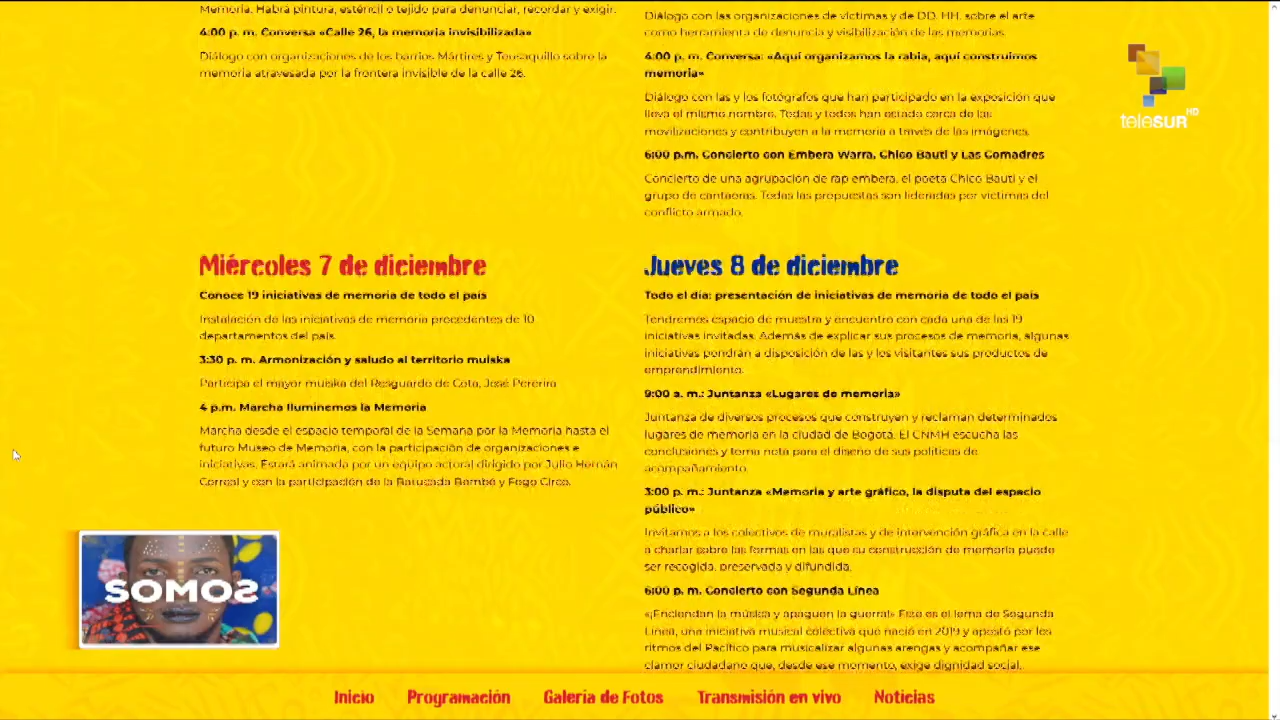 Memoria. Habrá pintura, esténcil o tejido para denunciar, recordar y exigir.
4:00 p. m. Conversa «Calle 26, la memoria invisibilizada»
Diálogo con organizaciones de los barrios Mártires y Teusaquillo sobre la
memoria atravesada por la frontera invisible de la calle 26.
Diálogo con las organizaciones de víctimas y de DD. HH. sobre el arte
como herramienta de denuncia y visibilización de las memorias.
4:00 p. m. Conversa: «Aquí organizamos la rabia, aquí construimos
memoria»
Diálogo con las y los fotógrafos que han participado en la exposición que
lleva el mismo nombre. Todas y todos han estado cerca de las
movilizaciones y contribuyen a la memoria a través de las imágenes.
6:00 p.m. Concierto con Embera Warra, Chico Bauti y Las Comadres
Concierto de una agrupación de rap embera, el poeta Chico Bauti y el
grupo de cantaoras. Todas las propuestas son lideradas por víctimas del
conflicto armado.
teleSUR HD
Miércoles 7 de diciembre
Conoce 19 iniciativas de memoria de todo el país
Instalación de las iniciativas de memoria procedentes de 10
departamentos del país.
3:30 p. m. Armonización y saludo al territorio muiska
Participa el mayor muiska del Resguardo de Cota, José Pereria
4 p.m. Marcha Iluminemos la Memoria
Marcha desde el espacio temporal de la Semana por la Memoria hasta el
futuro Museo de Memoria, con la participación de organizaciones e
iniciativas. Estará animada por un equipo actoral dirigido por Julio Hernán
Correal y con la participación de la Batucada Bambé y Fogo Circo.
Jueves 8 de diciembre
Todo el día: presentación de iniciativas de memoria de todo el país
Tendremos espacio de muestra y encuentro con cada una de las 19
iniciativas invitadas. Además de explicar sus procesos de memoria, algunas
iniciativas pondrán a disposición de las y los visitantes sus productos de
emprendimiento.
9:00 a. m.: Juntanza «Lugares de memoria»
Juntanza de diversos procesos que construyen y reclaman determinados
lugares de memoria en la ciudad de Bogotá. El CNMH escucha las
conclusiones y toma nota para el diseño de sus políticas de
acompañamiento.
3:00 p. m.: Juntanza «Memoria y arte gráfico, la disputa del espacio
público»
Invitamos a los colectivos de muralistas y de intervención gráfica en la calle
a charlar sobre las formas en las que su construcción de memoria puede
ser recogida, preservada y difundida.
6:00 p. m. Concierto con Segunda Línea
«¡Enciendan la música y apaguen la guerra!» Este es el lema de Segunda
Línea, una iniciativa musical colectiva que nació en 2019 y apostó por los
ritmos del Pacífico para musicalizar algunas arengas y acompañar ese
clamor ciudadano que, desde ese momento, exige dignidad social.
SOMOS
Inicio Programación Galería de Fotos Transmisión en vivo Noticias